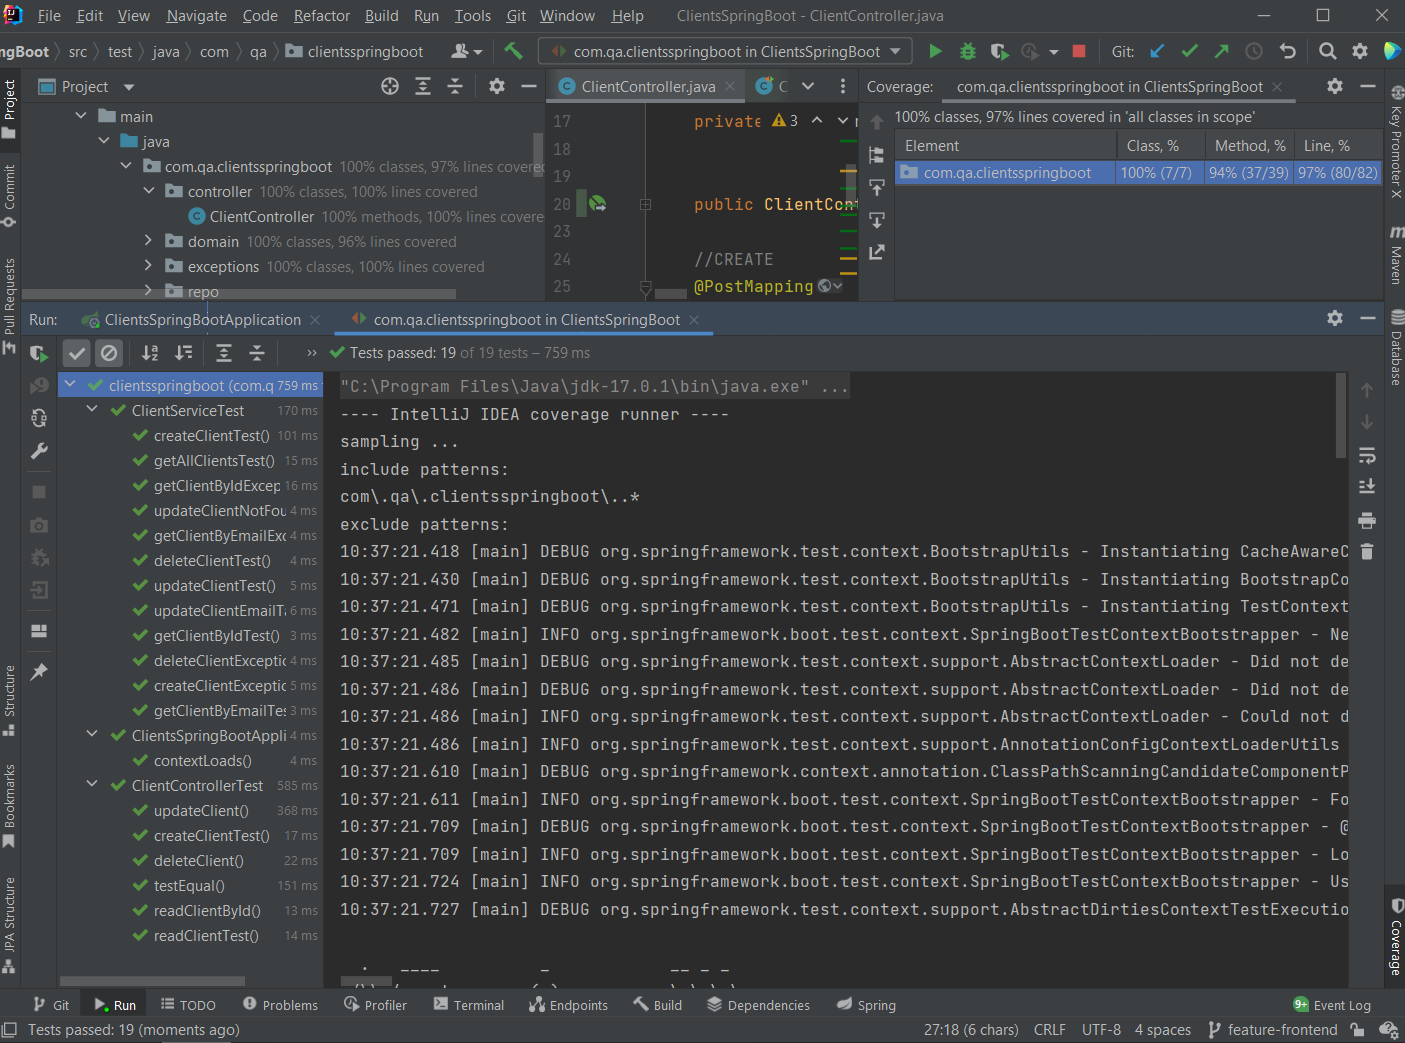 File Edit View Navigate Code Refactor Build Run Tools Git Window Help ClientsSpringBoot - ClientController.java
ngBoot src test java com qa clientsspringboot com.qa.clientsspringboot in ClientsSpringBoot Git:
Project
main
java
com.qa.clientsspringboot 100% classes, 97% lines covered
controller 100% classes, 100% lines covered
ClientController 100% methods, 100% lines covere
domain 100% classes, 96% lines covered
exceptions 100% classes, 100% lines covered
repo
ClientController.java C
17 private 3
18
19
20 public ClientCont
23
24 //CREATE
25 @PostMapping
Coverage: com.qa.clientsspringboot in ClientsSpringBoot
100% classes, 97% lines covered in 'all classes in scope'
Element Class, % Method, % Line, %
com.qa.clientsspringboot 100% (7/7) 94% (37/39) 97% (80/82)
Project
Commit
Pull Requests
Structure
Bookmarks
JPA Structure
Key Promoter X
Maven
Database
Coverage
Run: ClientsSpringBootApplication com.qa.clientsspringboot in ClientsSpringBoot
Tests passed: 19 of 19 tests – 759 ms
clientsspringboot (com.q 759 ms
ClientServiceTest 170 ms
createClientTest() 101 ms
getAllClientsTest() 15 ms
getClientByIdExcep 16 ms
updateClientNotFou 4 ms
getClientByEmailExc 4 ms
deleteClientTest() 4 ms
updateClientTest() 5 ms
updateClientEmailTe 6 ms
getClientByIdTest() 3 ms
deleteClientExceptic 4 ms
createClientExceptic 5 ms
getClientByEmailTes 3 ms
ClientsSpringBootAppli 4 ms
contextLoads() 4 ms
ClientControllerTest 585 ms
updateClient() 368 ms
createClientTest() 17 ms
deleteClient() 22 ms
testEqual() 151 ms
readClientById() 13 ms
readClientTest() 14 ms
"C:\Program Files\Java\jdk-17.0.1\bin\java.exe" ...
---- IntelliJ IDEA coverage runner ----
sampling ...
include patterns:
com\.qa\.clientsspringboot\..*
exclude patterns:
10:37:21.418 [main] DEBUG org.springframework.test.context.BootstrapUtils - Instantiating CacheAwareC
10:37:21.430 [main] DEBUG org.springframework.test.context.BootstrapUtils - Instantiating BootstrapCo
10:37:21.471 [main] DEBUG org.springframework.test.context.BootstrapUtils - Instantiating TestContext
10:37:21.482 [main] INFO org.springframework.boot.test.context.SpringBootTestContextBootstrapper - Ne
10:37:21.485 [main] DEBUG org.springframework.test.context.support.AbstractContextLoader - Did not de
10:37:21.486 [main] DEBUG org.springframework.test.context.support.AbstractContextLoader - Did not de
10:37:21.486 [main] INFO org.springframework.test.context.support.AbstractContextLoader - Could not d
10:37:21.486 [main] INFO org.springframework.test.context.support.AnnotationConfigContextLoaderUtils
10:37:21.610 [main] DEBUG org.springframework.context.annotation.ClassPathScanningCandidateComponentP
10:37:21.611 [main] INFO org.springframework.boot.test.context.SpringBootTestContextBootstrapper - Fo
10:37:21.709 [main] DEBUG org.springframework.boot.test.context.SpringBootTestContextBootstrapper - @
10:37:21.709 [main] INFO org.springframework.boot.test.context.SpringBootTestContextBootstrapper - Lo
10:37:21.724 [main] INFO org.springframework.boot.test.context.SpringBootTestContextBootstrapper - Us
10:37:21.727 [main] DEBUG org.springframework.test.context.support.AbstractDirtiesContextTestExecutio
Git Run TODO Problems Profiler Terminal Endpoints Build Dependencies Spring 9+ Event Log
Tests passed: 19 (moments ago) 27:18 (6 chars) CRLF UTF-8 4 spaces feature-frontend